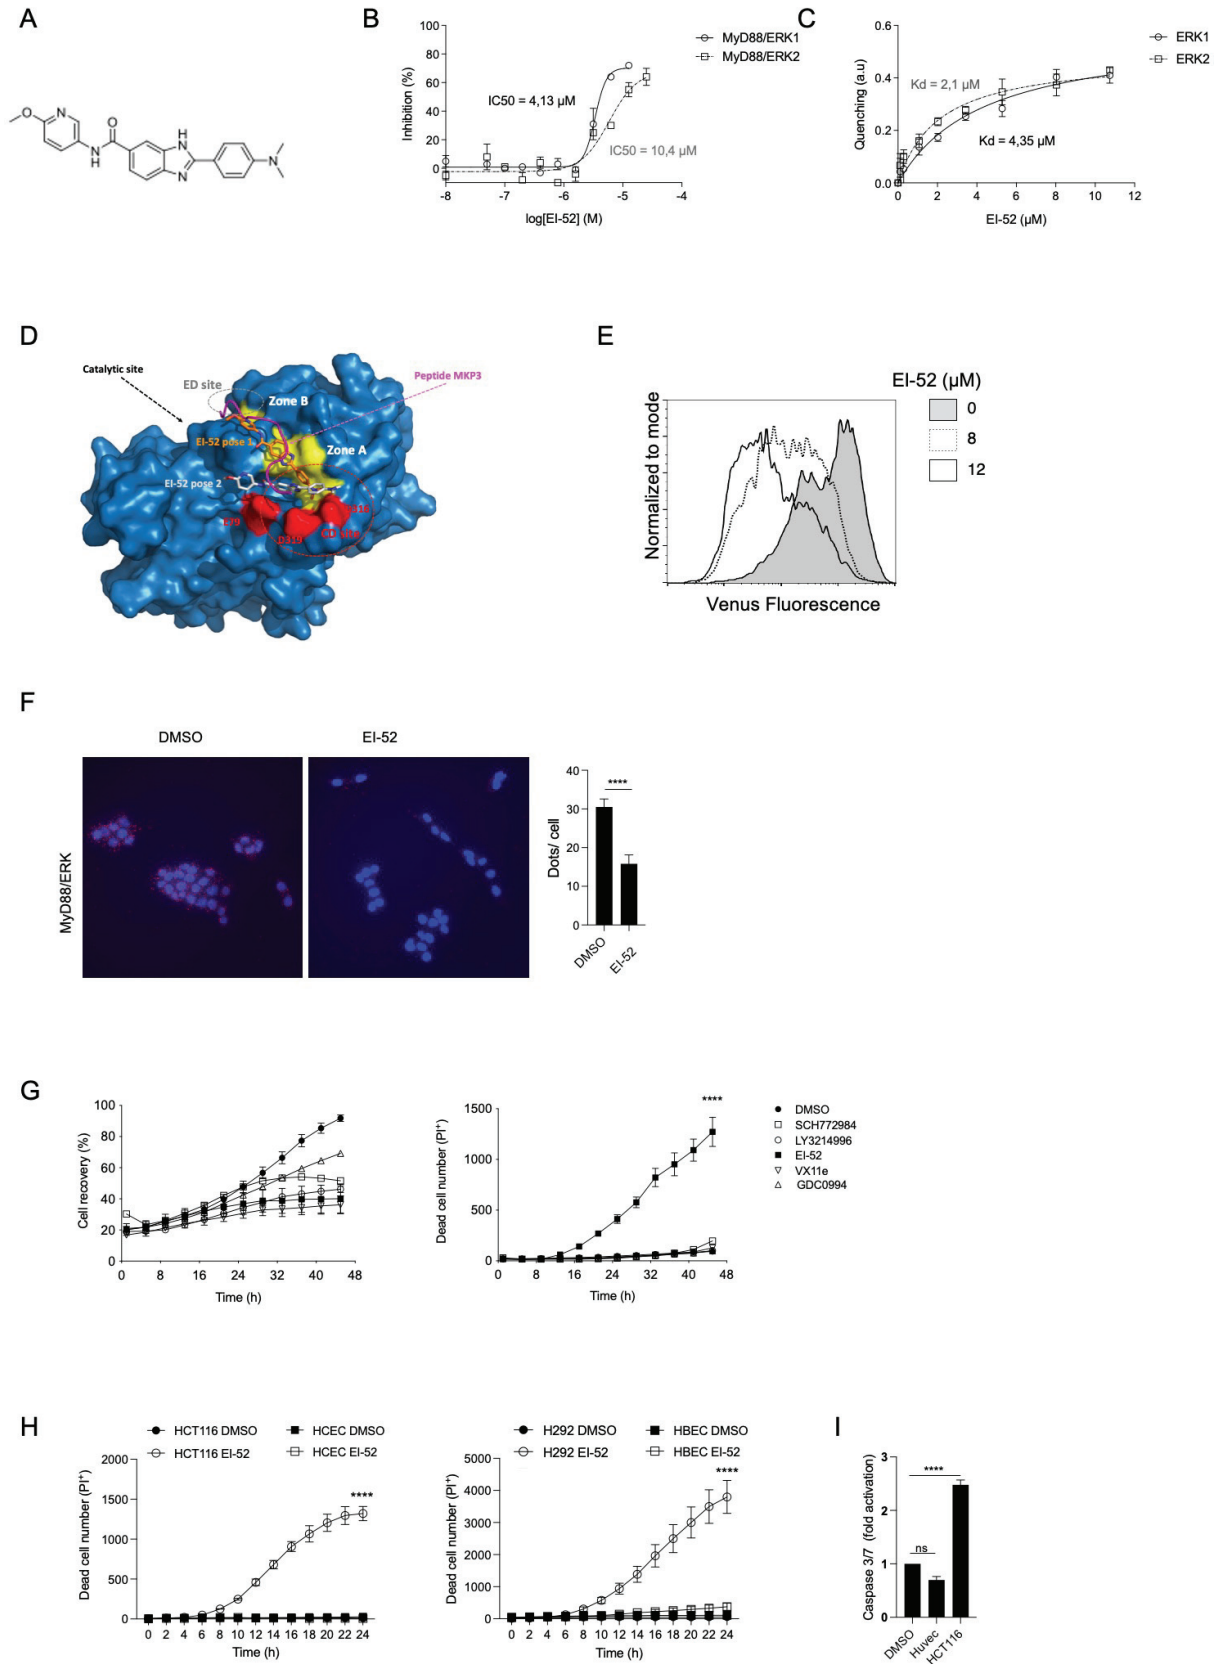 A
O
N
O
N
H
H
N
N
N
B
100
80
60
40
20
0
-8
-7
-6
-5
-4
Inhibition (%)
log[EI-52] (M)
IC50 = 4,13 µM
IC50 = 10,4 µM
MyD88/ERK1
MyD88/ERK2
C
0.6
0.4
0.2
0.0
0
2
4
6
8
10
12
Quenching (a.u)
EI-52 (µM)
Kd = 2,1 µM
Kd = 4,35 µM
ERK1
ERK2
D
Catalytic site
ED site
Zone B
Peptide MKP3
EI-52 pose 1
Zone A
EI-52 pose 2
E79
D319
CD site
E
Normalized to mode
Venus Fluorescence
EI-52 (µM)
0
8
12
F
DMSO
EI-52
MyD88/ERK
40
30
20
10
0
Dots/ cell
****
DMSO
EI-52
G
100
80
60
40
20
0
0 8 16 24 32 40 48
Cell recovery (%)
Time (h)
1500
1000
500
0
0 8 16 24 32 40 48
Dead cell number (PI⁺)
Time (h)
****
DMSO
SCH772984
LY3214996
EI-52
VX11e
GDC0994
H
HCT116 DMSO
HCEC DMSO
HCT116 EI-52
HCEC EI-52
2000
1500
1000
500
0
0 2 4 6 8 10 12 14 16 18 20 22 24
Dead cell number (PI⁺)
Time (h)
****
H292 DMSO
HBEC DMSO
H292 EI-52
HBEC EI-52
5000
4000
3000
2000
1000
0
0 2 4 6 8 10 12 14 16 18 20 22 24
Dead cell number (PI⁺)
Time (h)
****
I
3
2
1
0
Caspase 3/7 (fold activation)
****
ns
DMSO
Huvec
HCT116